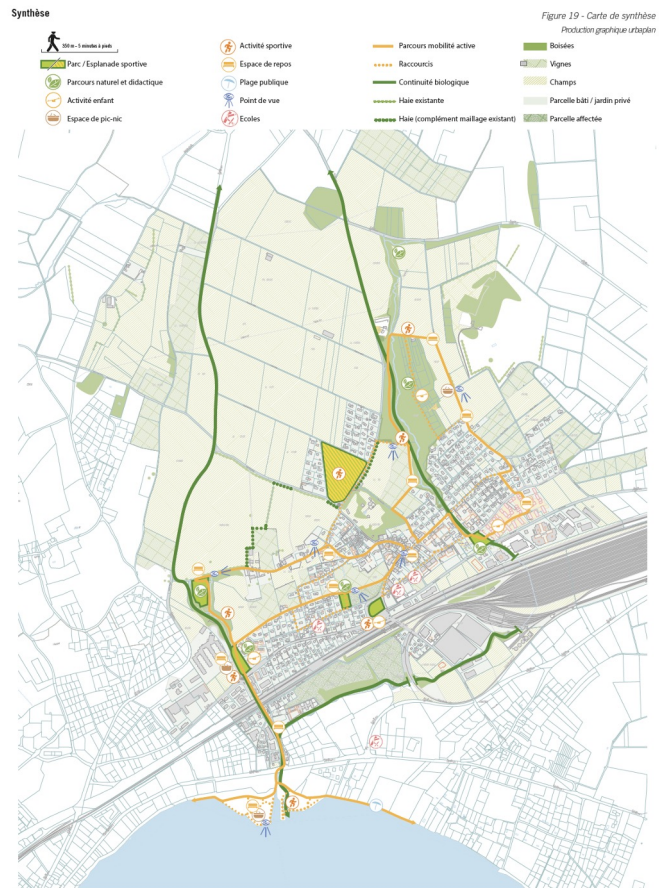 Synthèse
Figure 19 - Carte de synthèse
Production graphique urbaplan
350 m - 5 minutes à pieds
Parc / Esplanade sportive
Parcours naturel et didactique
Activité enfant
Espace de pic-nic
Activité sportive
Espace de repos
Plage publique
Point de vue
Ecoles
Parcours mobilité active
Raccourcis
Continuité biologique
Haie existante
Haie (complément maillage existant)
Boisées
Vignes
Champs
Parcelle bâti / jardin privé
Parcelle affectée